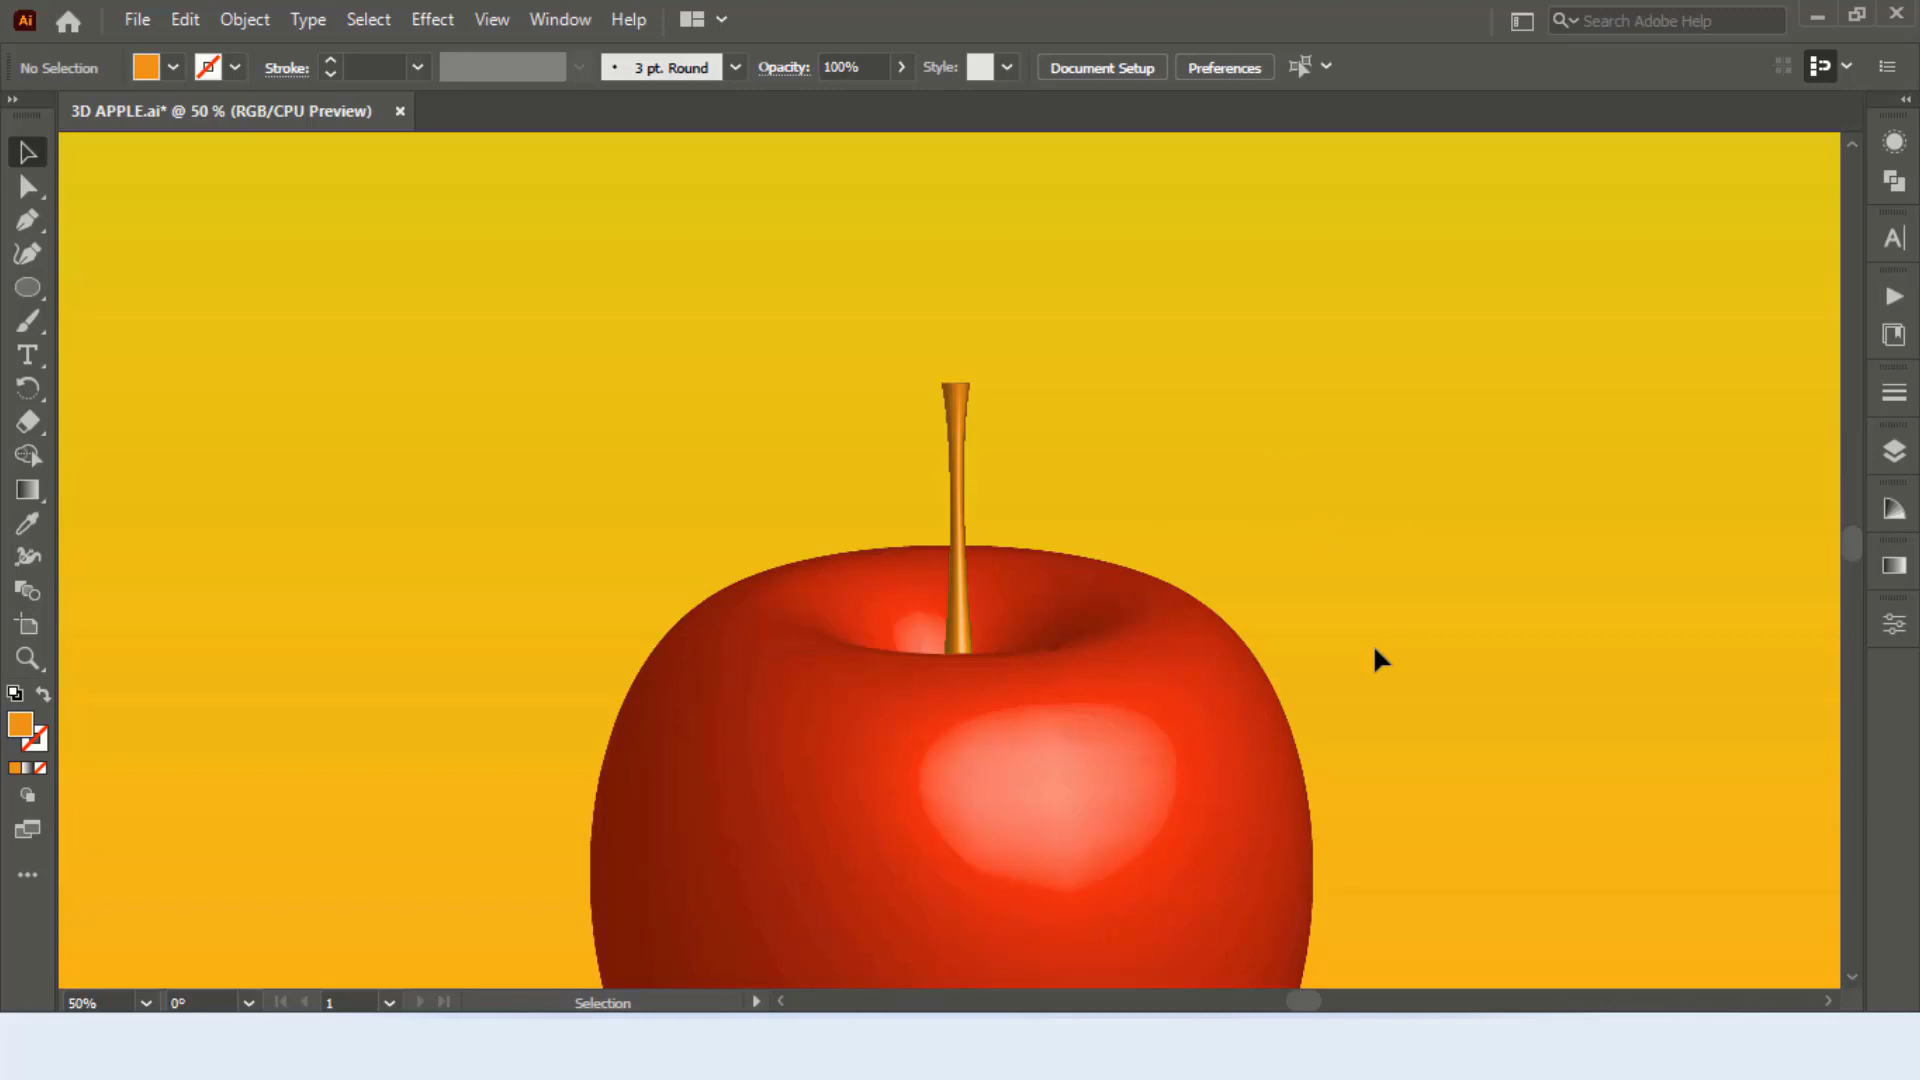 Ai File Edit Object Type Select Effect View Window Help Search Adobe Help
No Selection Stroke: 3 pt. Round Opacity: 100% Style: Document Setup Preferences
3D APPLE.ai* @ 50 % (RGB/CPU Preview) ×
50% 0° 1 Selection